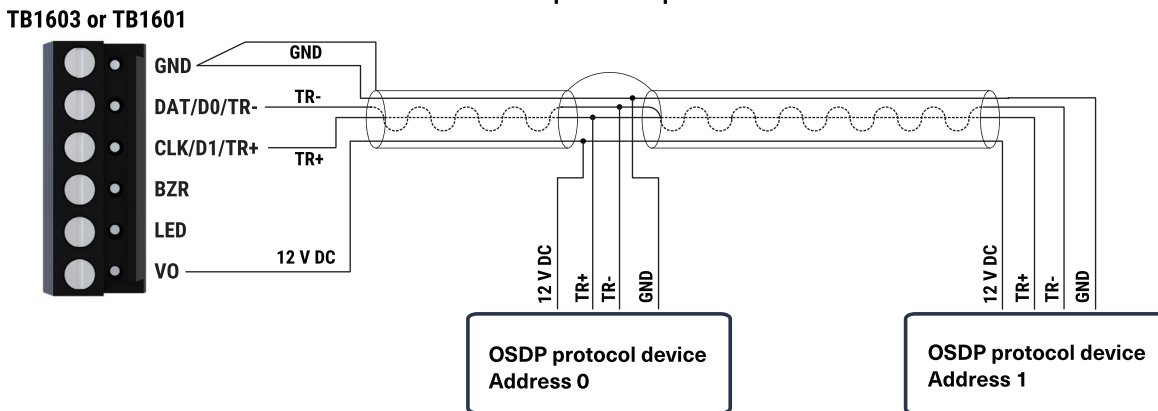 TB1603 or TB1601
GND
GND
DAT/D0/TR-
TR-
CLK/D1/TR+
TR+
BZR
LED
VO
12 V DC
12 V DC
TR+
TR-
GND
12 V DC
TR+
TR-
GND
OSDP protocol device
Address 0
OSDP protocol device
Address 1